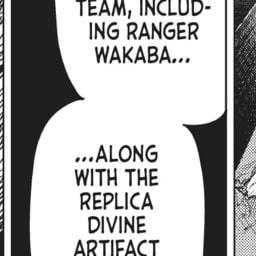 TEAM, INCLUD-
ING RANGER
WAKABA...
...ALONG
WITH THE
REPLICA
DIVINE
ARTIFACT